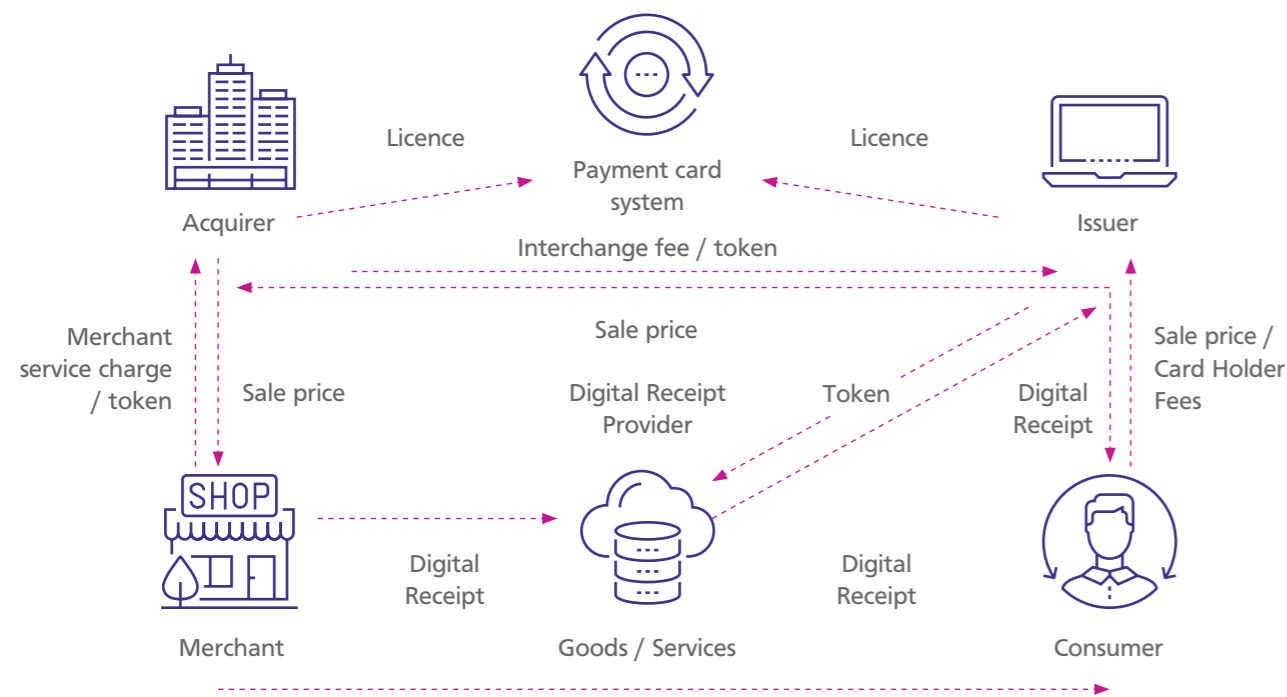 Licence
Licence
Payment card
system
Acquirer
Issuer
Interchange fee / token
Sale price
Merchant
service charge
/ token
Sale price
Digital Receipt
Provider
Token
Digital
Receipt
Sale price /
Card Holder
Fees
SHOP
Digital
Receipt
Digital
Receipt
Merchant
Goods / Services
Consumer